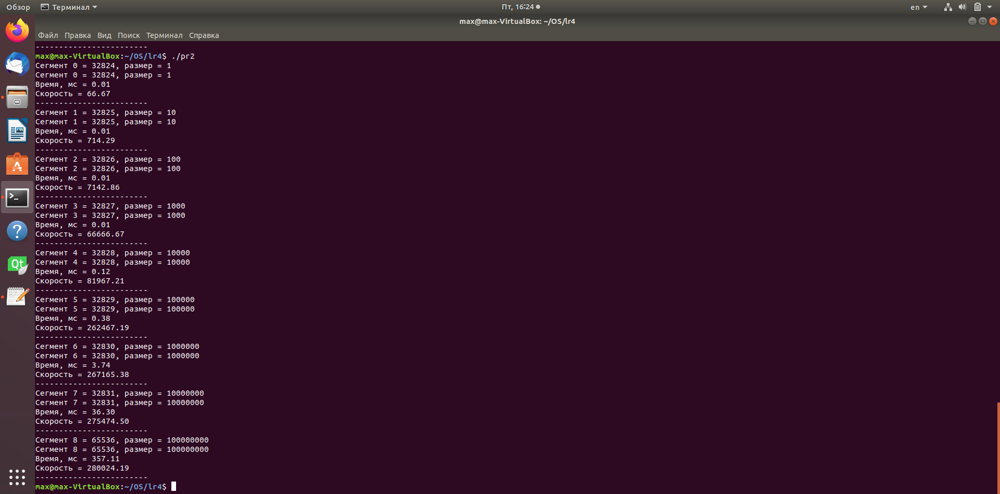 Обзор Терминал Пт, 16:24 en
max@max-VirtualBox: ~/OS/lr4
Файл Правка Вид Поиск Терминал Справка
------------------------
max@max-VirtualBox:~/OS/lr4$ ./pr2
Сегмент 0 = 32824, размер = 1
Сегмент 0 = 32824, размер = 1
Время, мс = 0.01
Скорость = 66.67
------------------------
Сегмент 1 = 32825, размер = 10
Сегмент 1 = 32825, размер = 10
Время, мс = 0.01
Скорость = 714.29
------------------------
Сегмент 2 = 32826, размер = 100
Сегмент 2 = 32826, размер = 100
Время, мс = 0.01
Скорость = 7142.86
------------------------
Сегмент 3 = 32827, размер = 1000
Сегмент 3 = 32827, размер = 1000
Время, мс = 0.01
Скорость = 66666.67
------------------------
Сегмент 4 = 32828, размер = 10000
Сегмент 4 = 32828, размер = 10000
Время, мс = 0.12
Скорость = 81967.21
------------------------
Сегмент 5 = 32829, размер = 100000
Сегмент 5 = 32829, размер = 100000
Время, мс = 0.38
Скорость = 262467.19
------------------------
Сегмент 6 = 32830, размер = 1000000
Сегмент 6 = 32830, размер = 1000000
Время, мс = 3.74
Скорость = 267165.38
------------------------
Сегмент 7 = 32831, размер = 10000000
Сегмент 7 = 32831, размер = 10000000
Время, мс = 36.30
Скорость = 275474.50
------------------------
Сегмент 8 = 65536, размер = 100000000
Сегмент 8 = 65536, размер = 100000000
Время, мс = 357.11
Скорость = 280024.19
------------------------
max@max-VirtualBox:~/OS/lr4$
Qt